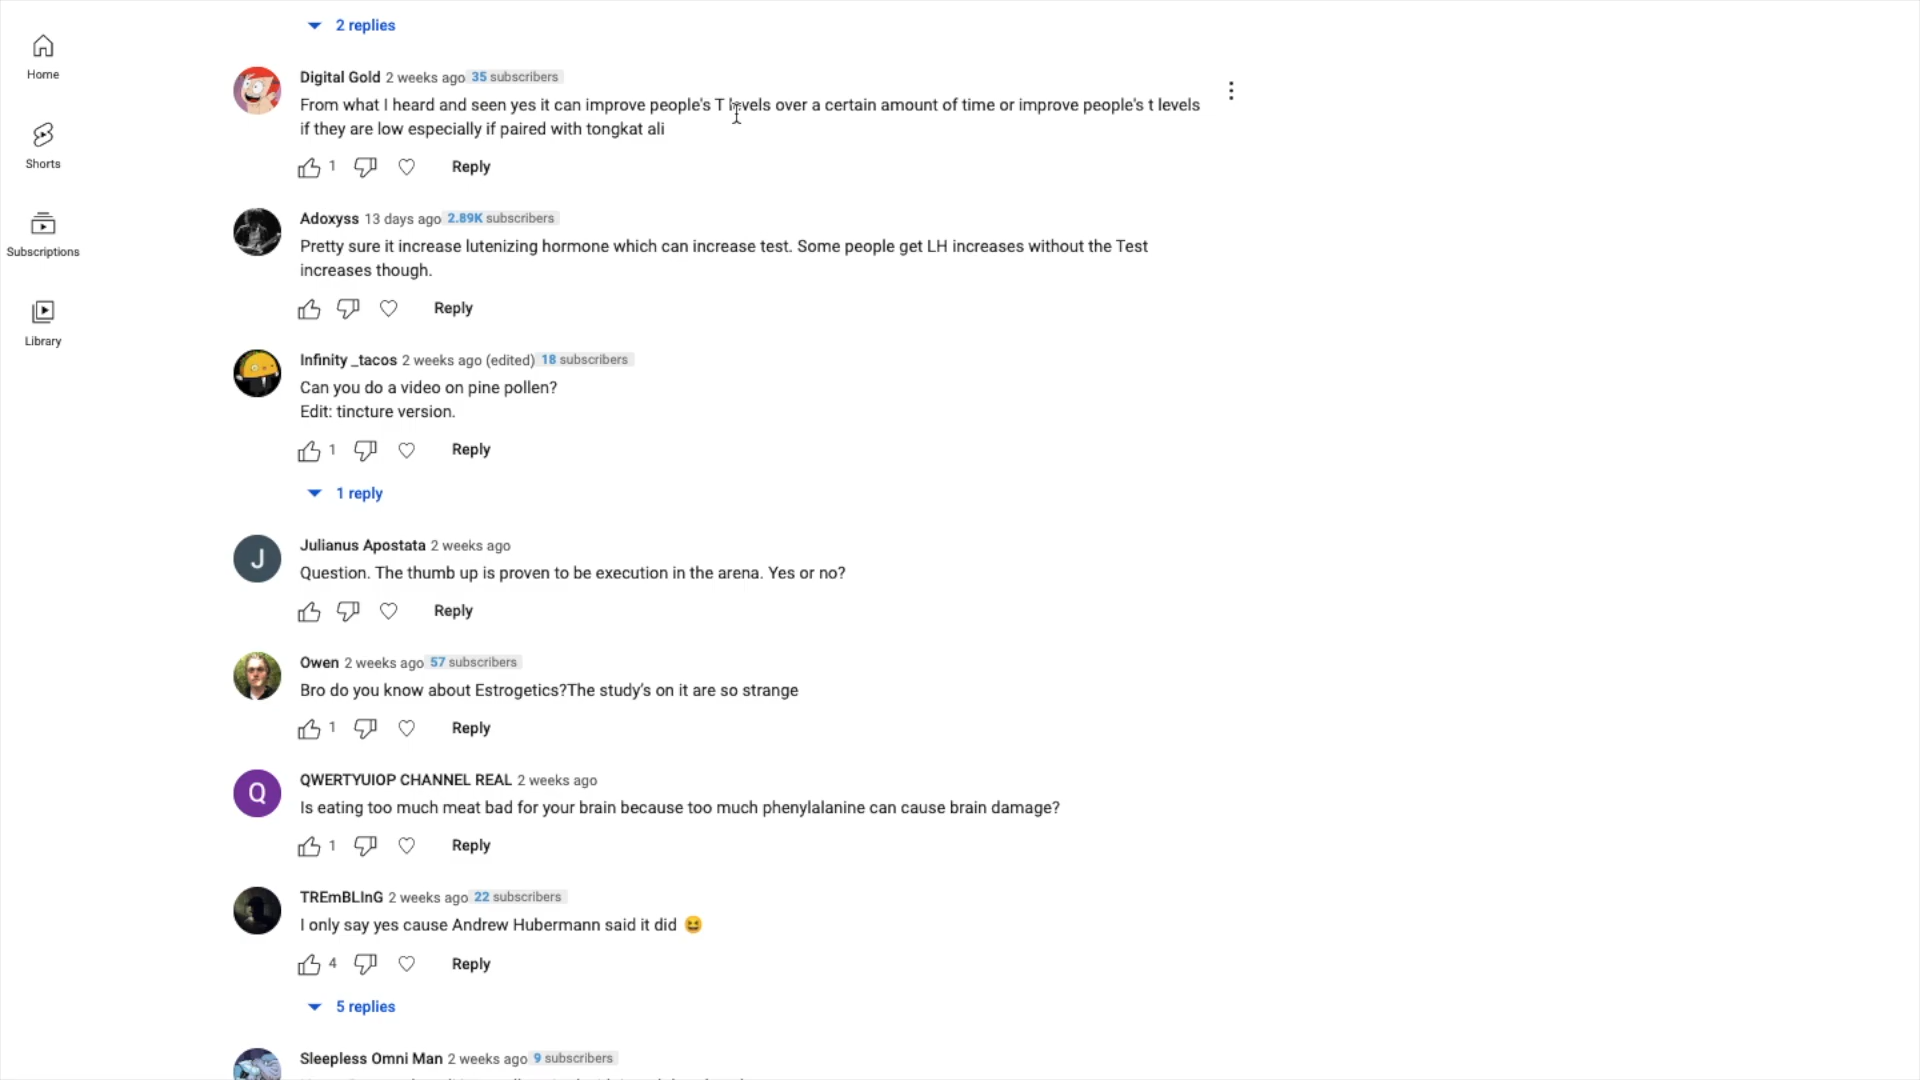 2 replies
Home
Shorts
Subscriptions
Library
Digital Gold 2 weeks ago 35 subscribers
From what I heard and seen yes it can improve people's T levels over a certain amount of time or improve people's t levels
if they are low especially if paired with tongkat ali
1 Reply
Adoxyss 13 days ago 2.89K subscribers
Pretty sure it increase lutenizing hormone which can increase test. Some people get LH increases without the Test
increases though.
Reply
Infinity _tacos 2 weeks ago (edited) 18 subscribers
Can you do a video on pine pollen?
Edit: tincture version.
1 Reply
1 reply
J
Julianus Apostata 2 weeks ago
Question. The thumb up is proven to be execution in the arena. Yes or no?
Reply
Owen 2 weeks ago 57 subscribers
Bro do you know about Estrogetics?The study's on it are so strange
1 Reply
Q
QWERTYUIOP CHANNEL REAL 2 weeks ago
Is eating too much meat bad for your brain because too much phenylalanine can cause brain damage?
1 Reply
TREmBLInG 2 weeks ago 22 subscribers
I only say yes cause Andrew Hubermann said it did 😆
4 Reply
5 replies
Sleepless Omni Man 2 weeks ago 9 subscribers